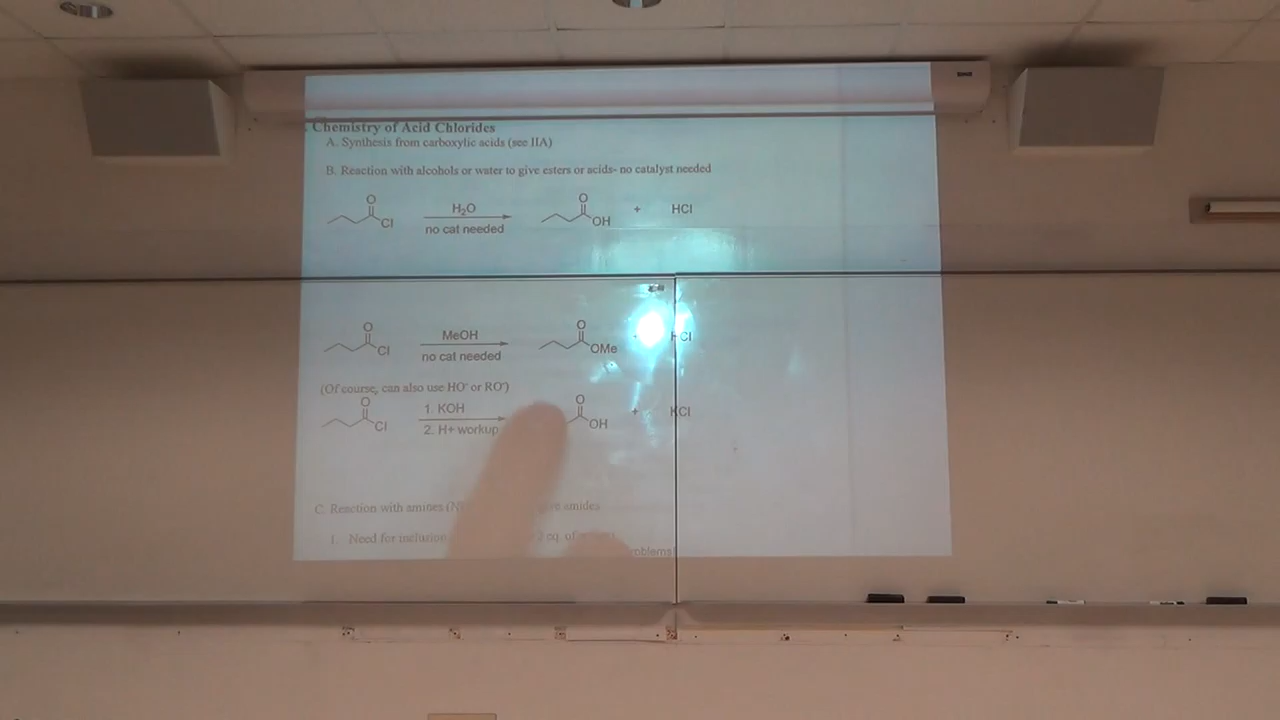 Chemistry of Acid Chlorides
A. Synthesis from carboxylic acids (see IIA)
B. Reaction with alcohols or water to give esters or acids- no catalyst needed
O Cl H₂O O OH + HCl
no cat needed
O Cl MeOH O OMe HCl
no cat needed
(Of course, can also use HO⁻ or RO⁻)
O Cl 1. KOH O OH + KCl
2. H+ workup
C. Reaction with amines amides
1. Need for 2 eq. of